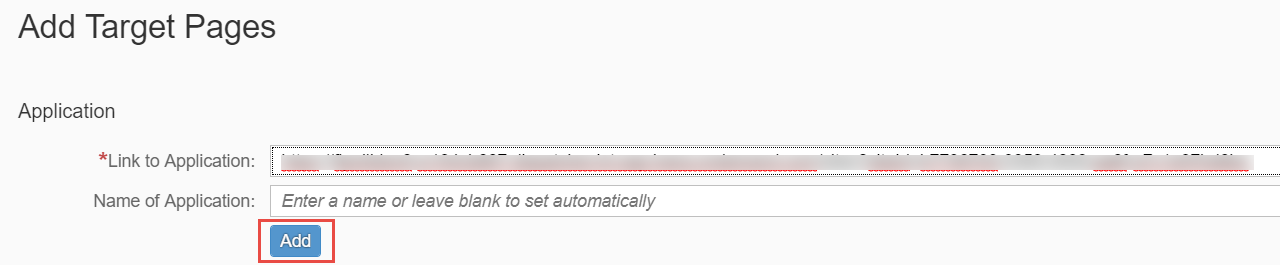 Add Target Pages
Application
*Link to Application:
Name of Application: Enter a name or leave blank to set automatically
Add